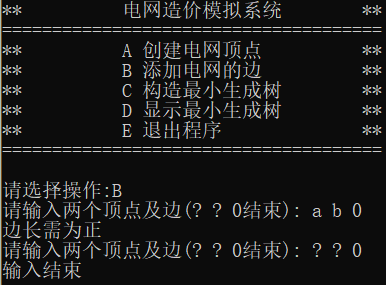 ** 电网造价模拟系统 **
==========================================
** A 创建电网顶点 **
** B 添加电网的边 **
** C 构造最小生成树 **
** D 显示最小生成树 **
** E 退出程序 **
==========================================
请选择操作:B
请输入两个顶点及边(? ? 0结束): a b 0
边长需为正
请输入两个顶点及边(? ? 0结束): ? ? 0
输入结束